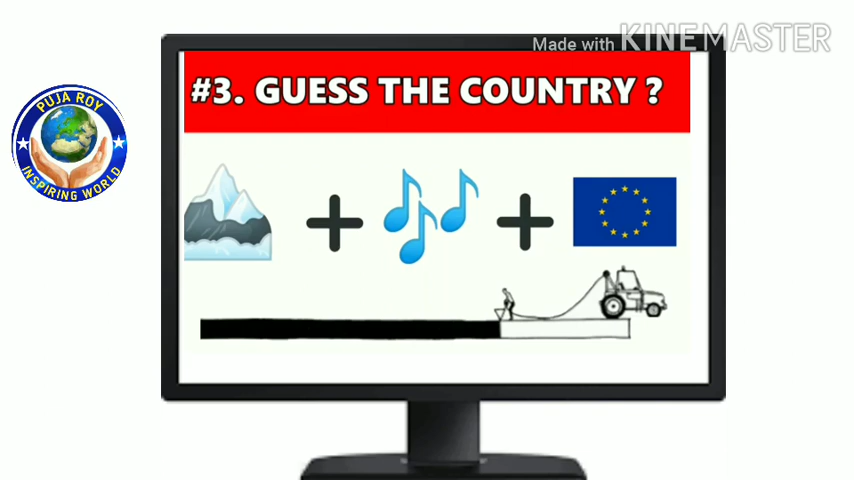 Made with KINEMASTER
#3. GUESS THE COUNTRY ?
PUJA ROY
INSPIRING WORLD